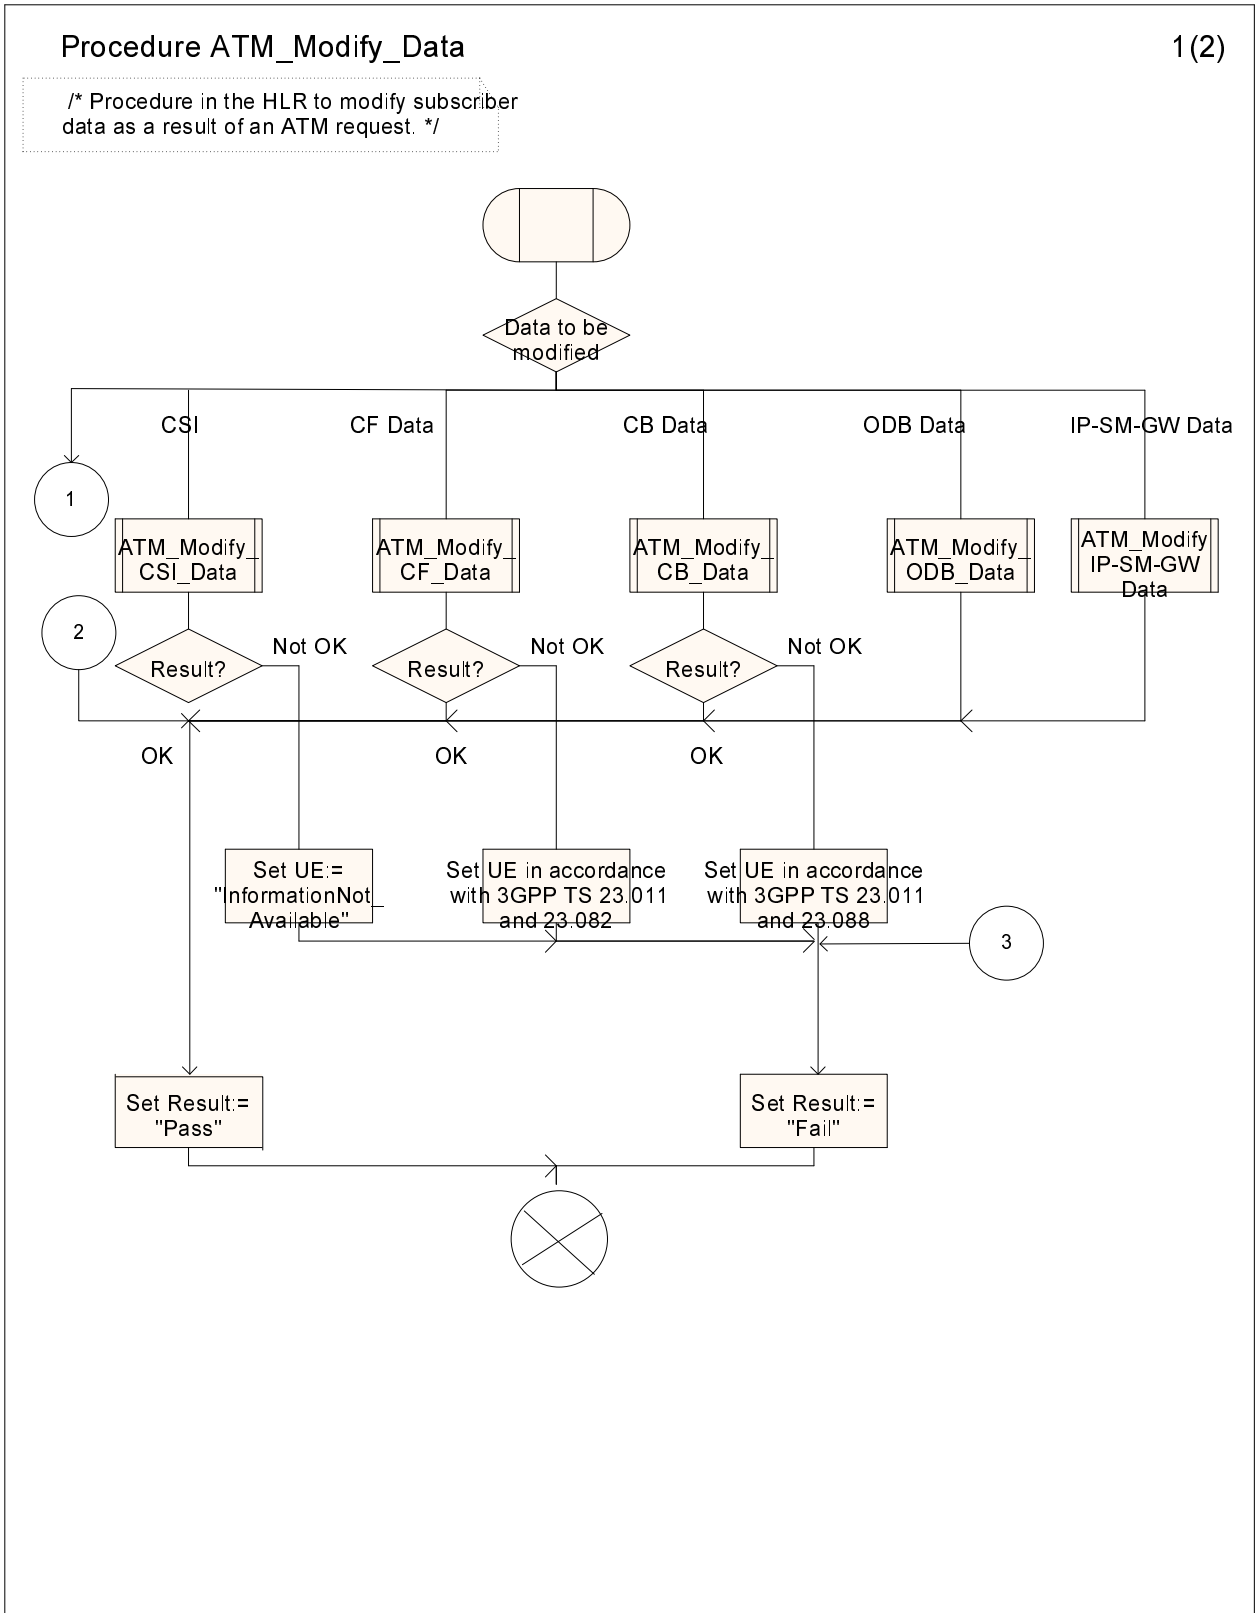 Procedure ATM_Modify_Data
1(2)
/* Procedure in the HLR to modify subscriber
data as a result of an ATM request. */
Data to be
modified
CSI
CF Data
CB Data
ODB Data
IP-SM-GW Data
1
ATM_Modify_
CSI_Data
ATM_Modify_
CF_Data
ATM_Modify_
CB_Data
ATM_Modify_
ODB_Data
ATM_Modify
IP-SM-GW
Data
2
Result?
Not OK
Result?
Not OK
Result?
Not OK
OK
OK
OK
Set UE:=
"InformationNot_
Available"
Set UE in accordance
with 3GPP TS 23.011
and 23.082
Set UE in accordance
with 3GPP TS 23.011
and 23.088
3
Set Result:=
"Pass"
Set Result:=
"Fail"